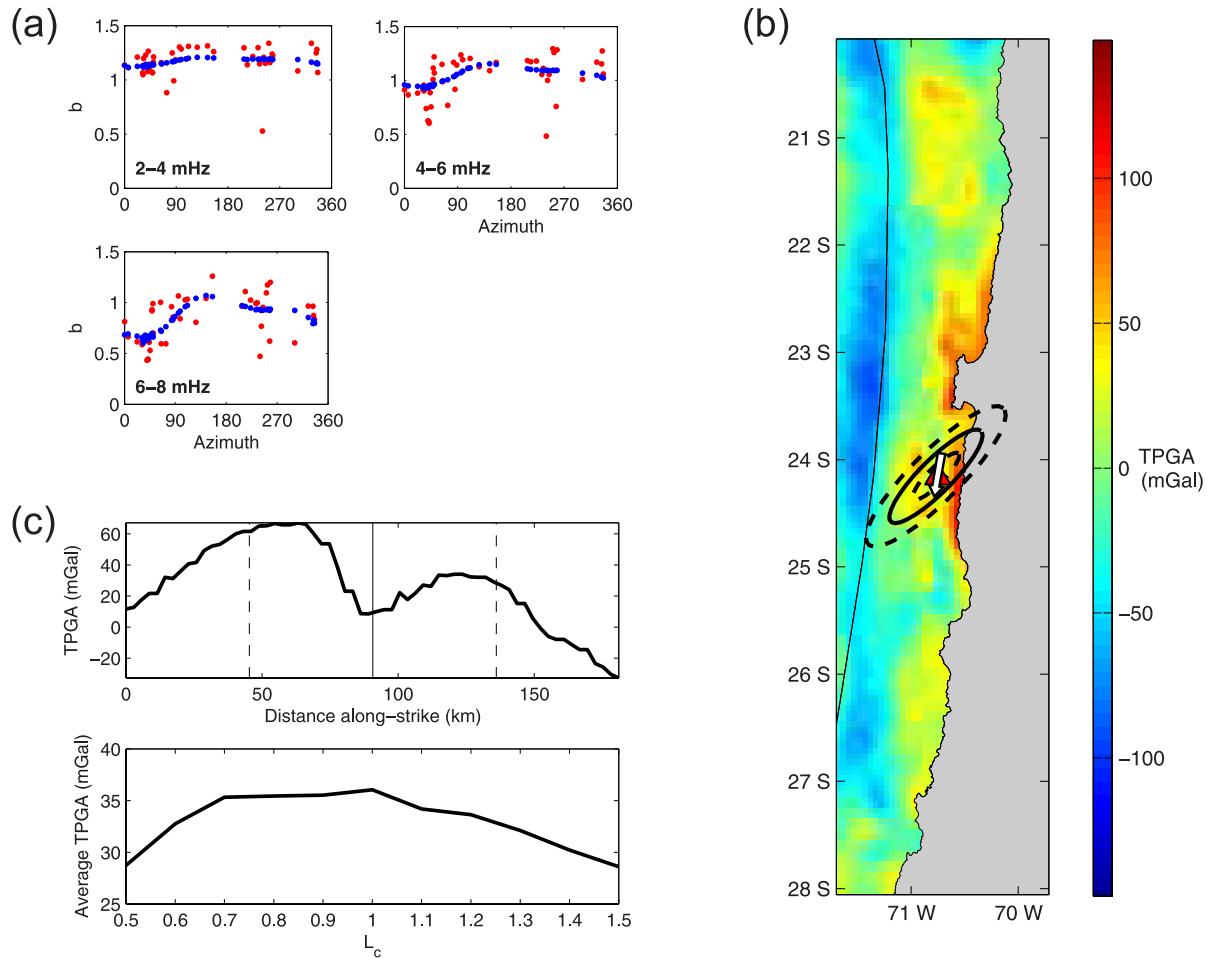 (a)
1.5
1
0.5
0
b
2–4 mHz
0 90 180 270 360
Azimuth
1.5
1
0.5
0
4–6 mHz
0 90 180 270 360
Azimuth
1.5
1
0.5
0
b
6–8 mHz
0 90 180 270 360
Azimuth
(b)
21 S
22 S
23 S
24 S
25 S
26 S
27 S
28 S
71 W 70 W
100
50
0
−50
−100
TPGA
(mGal)
(c)
60
40
20
0
−20
TPGA (mGal)
0 50 100 150
Distance along−strike (km)
40
35
30
25
Average TPGA (mGal)
0.5 0.6 0.7 0.8 0.9 1 1.1 1.2 1.3 1.4 1.5
L_c